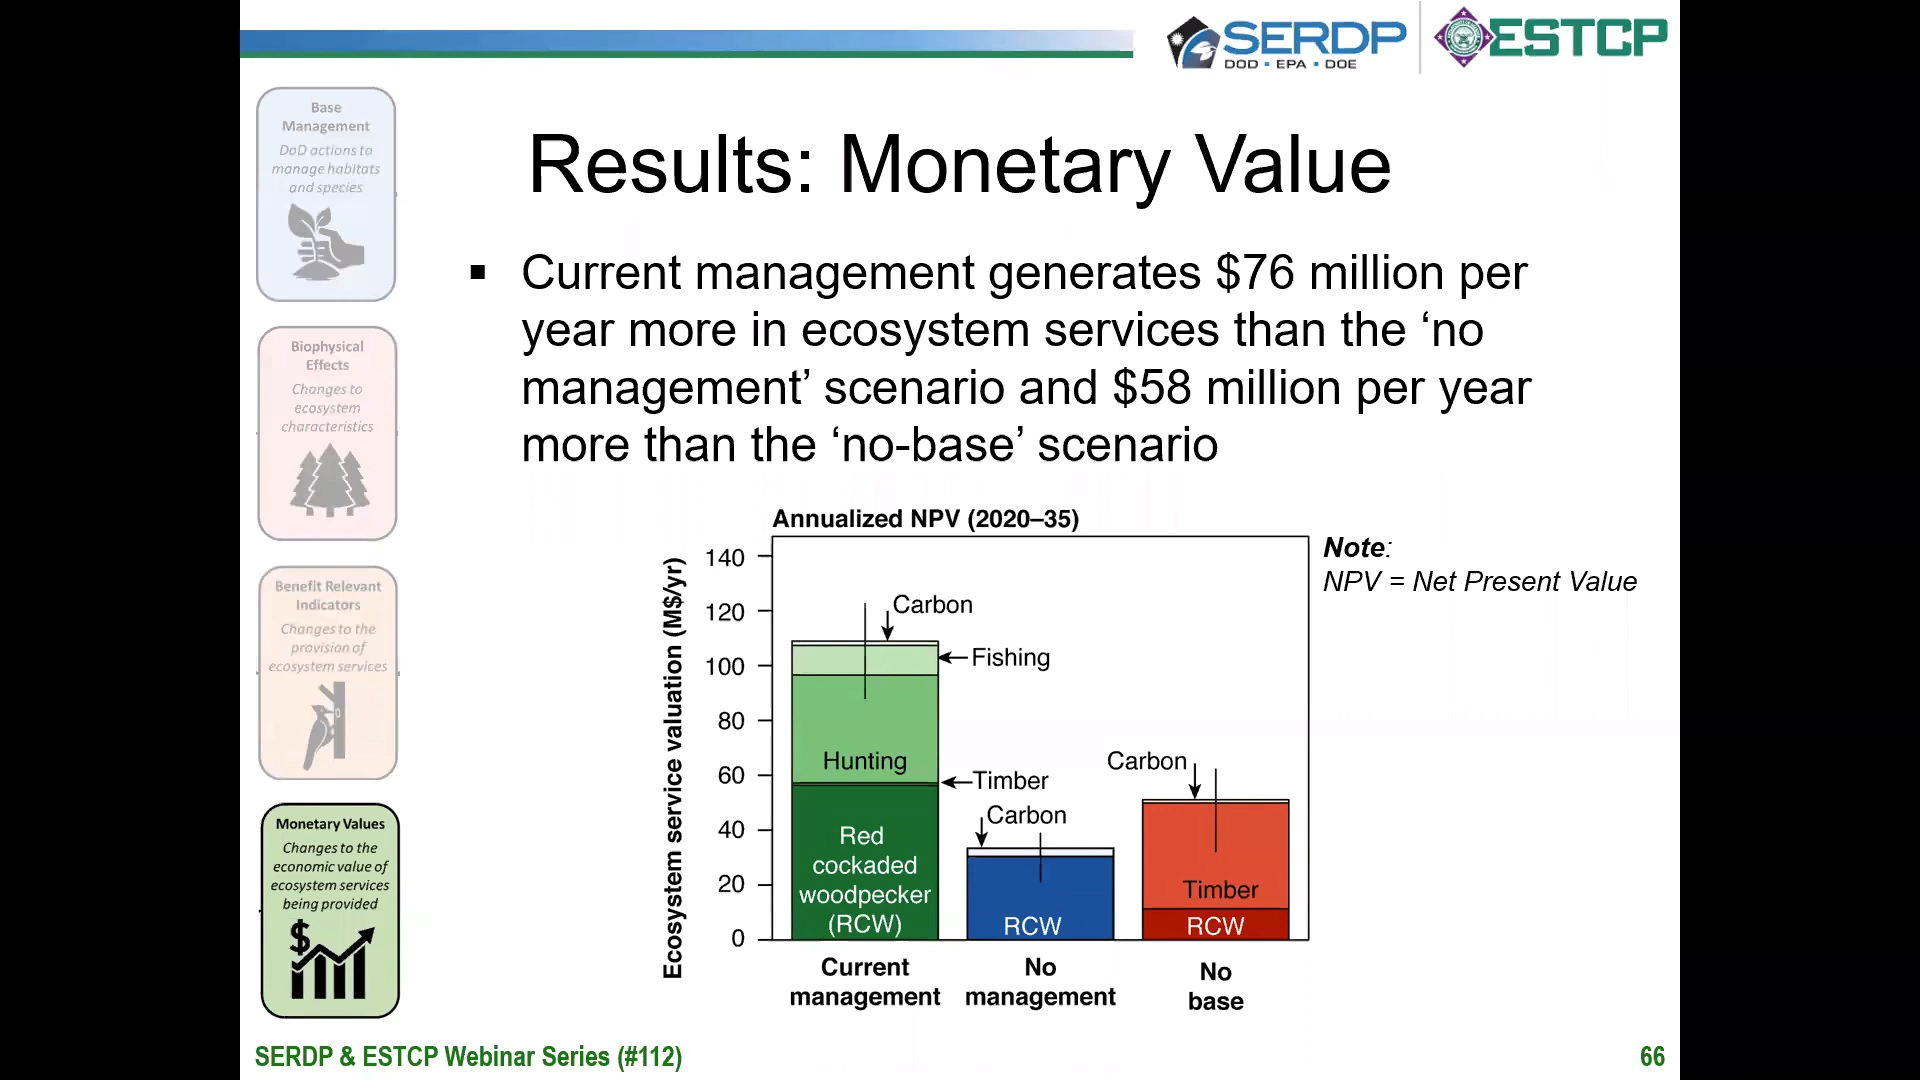 SERDP
DOD • EPA • DOE
ESTCP
Base
Management
DoD actions to
manage habitats
and species
Biophysical
Effects
Changes to
ecosystem
characteristics
Benefit Relevant
Indicators
Changes to the
provision of
ecosystem services
Monetary Values
Changes to the
economic value of
ecosystem services
being provided
$
Results: Monetary Value
▪ Current management generates $76 million per
year more in ecosystem services than the ‘no
management’ scenario and $58 million per year
more than the ‘no-base’ scenario
Annualized NPV (2020–35)
Note:
NPV = Net Present Value
Ecosystem service valuation (M$/yr)
140
120
100
80
60
40
20
0
Carbon
Fishing
Hunting
Timber
Red
cockaded
woodpecker
(RCW)
Carbon
RCW
Carbon
Timber
RCW
Current
management
No
management
No
base
SERDP & ESTCP Webinar Series (#112)
66